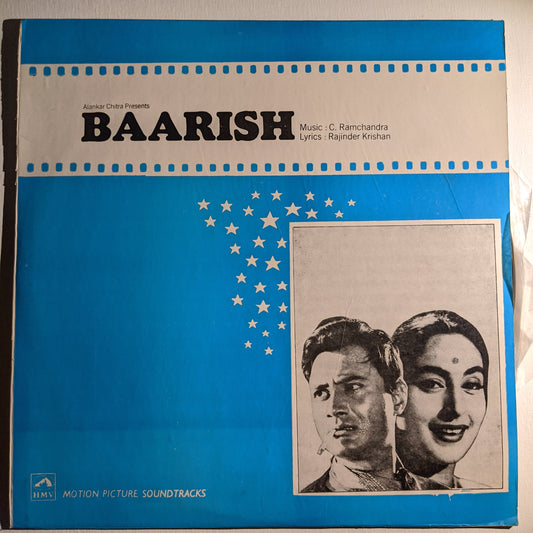 Alankar Chitra Presents
BAARISH
Music : C. Ramchandra
Lyrics : Rajinder Krishan
HMV
MOTION PICTURE SOUNDTRACKS